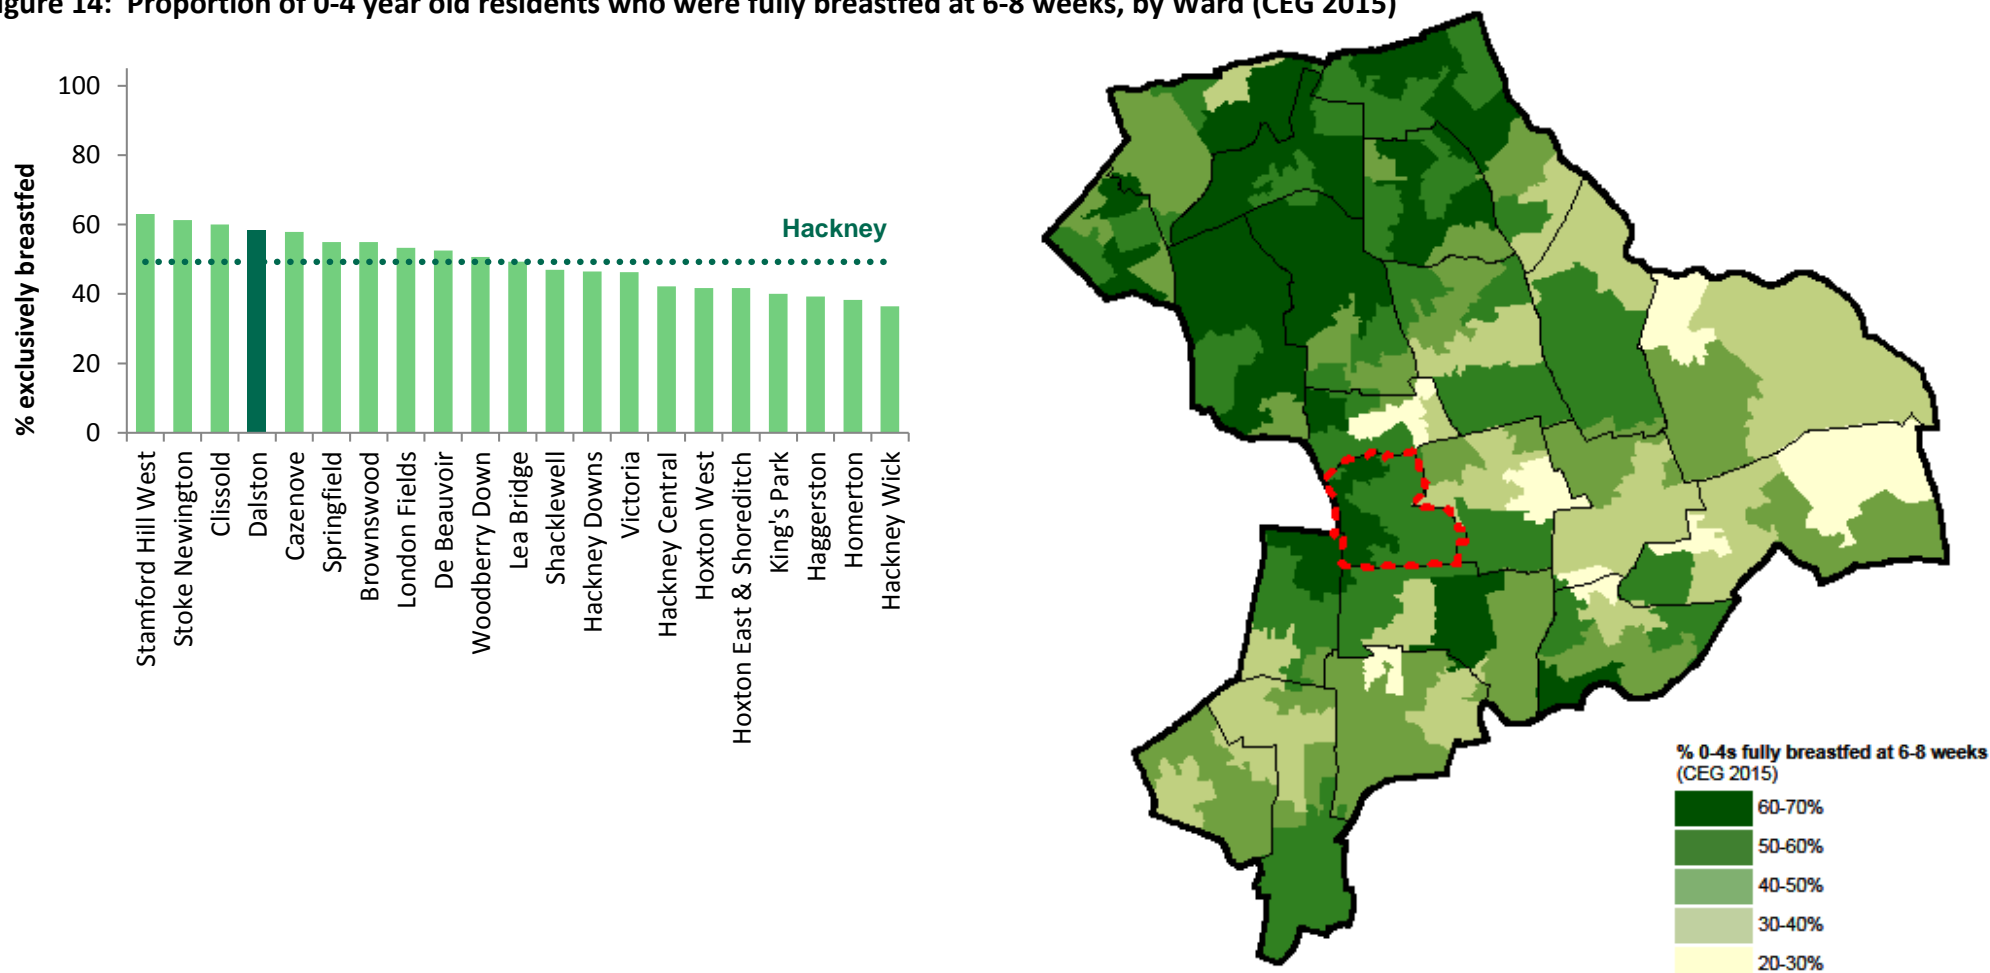 igure 14: Proportion of 0-4 year old residents who were fully breastfed at 6-8 weeks, by Ward (CEG 2015)
% exclusively breastfed
100
80
60
40
20
0
Hackney
Stamford Hill West
Stoke Newington
Clissold
Dalston
Cazenove
Springfield
Brownswood
London Fields
De Beauvoir
Woodberry Down
Lea Bridge
Shacklewell
Hackney Downs
Victoria
Hackney Central
Hoxton West
Hoxton East & Shoreditch
King's Park
Haggerston
Homerton
Hackney Wick
% 0-4s fully breastfed at 6-8 weeks
(CEG 2015)
60-70%
50-60%
40-50%
30-40%
20-30%